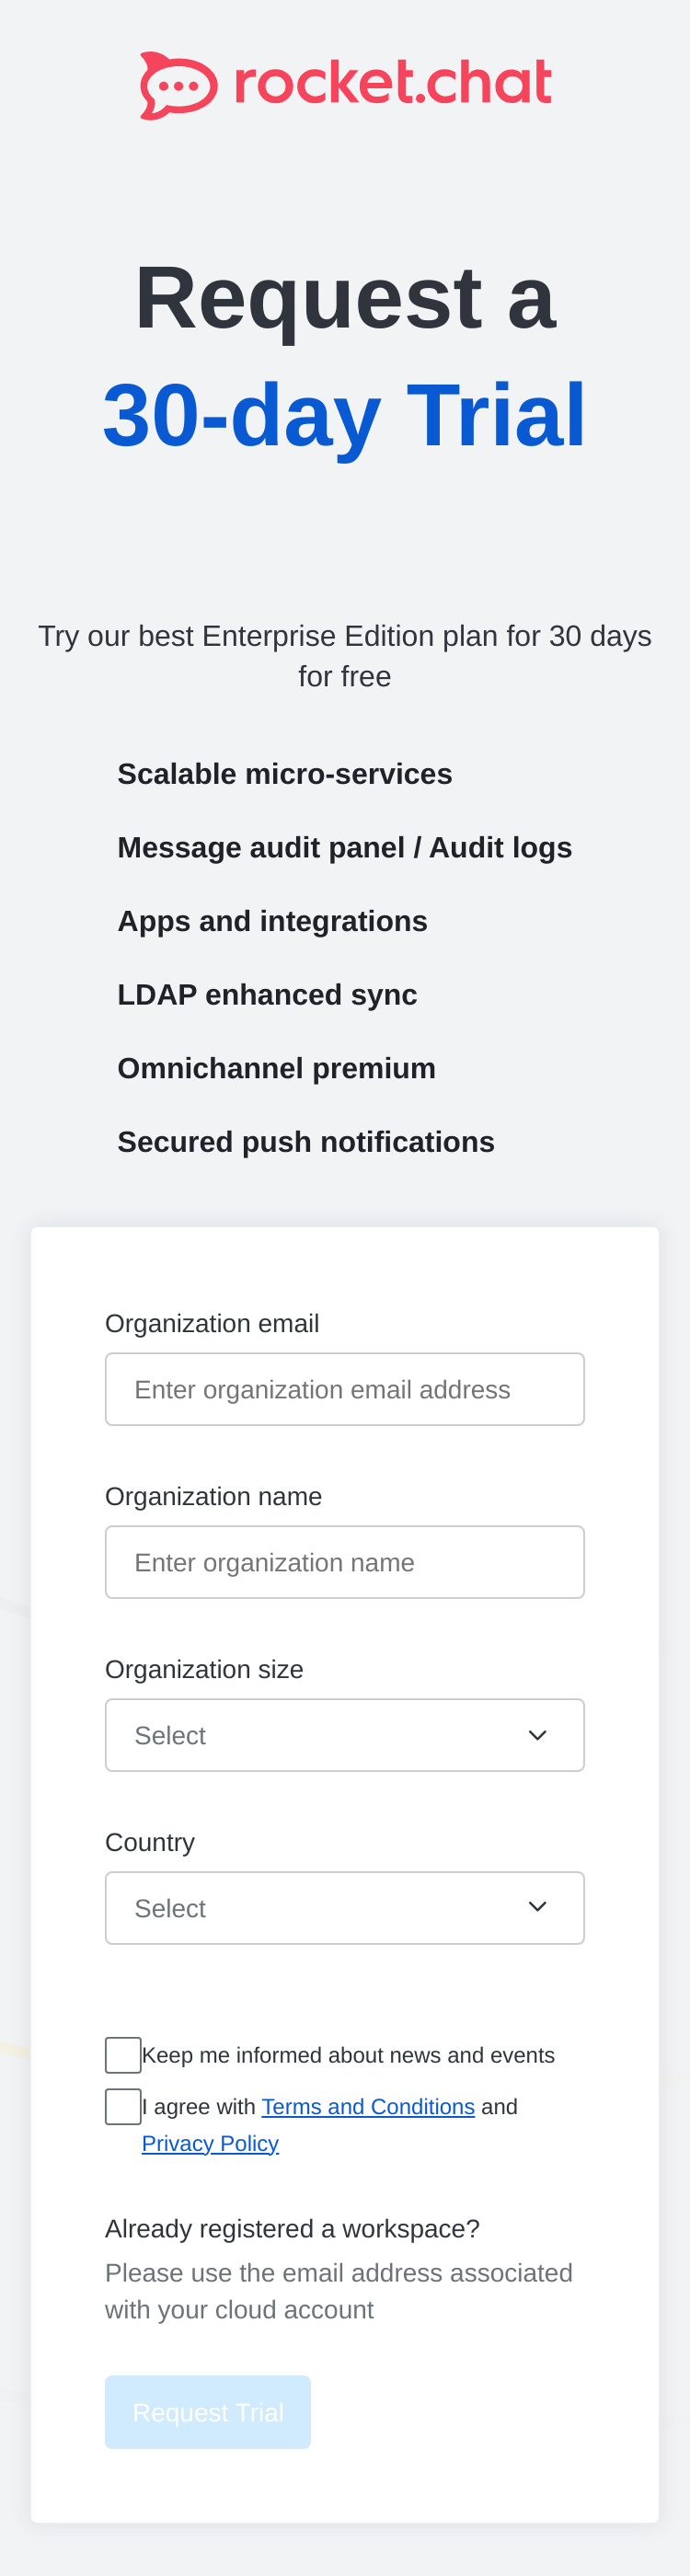 rocket.chat
Request a
30-day Trial
Try our best Enterprise Edition plan for 30 days
for free
Scalable micro-services
Message audit panel / Audit logs
Apps and integrations
LDAP enhanced sync
Omnichannel premium
Secured push notifications
Organization email
Enter organization email address
Organization name
Enter organization name
Organization size
Select
Country
Select
Keep me informed about news and events
I agree with Terms and Conditions and
Privacy Policy
Already registered a workspace?
Please use the email address associated
with your cloud account
Request Trial